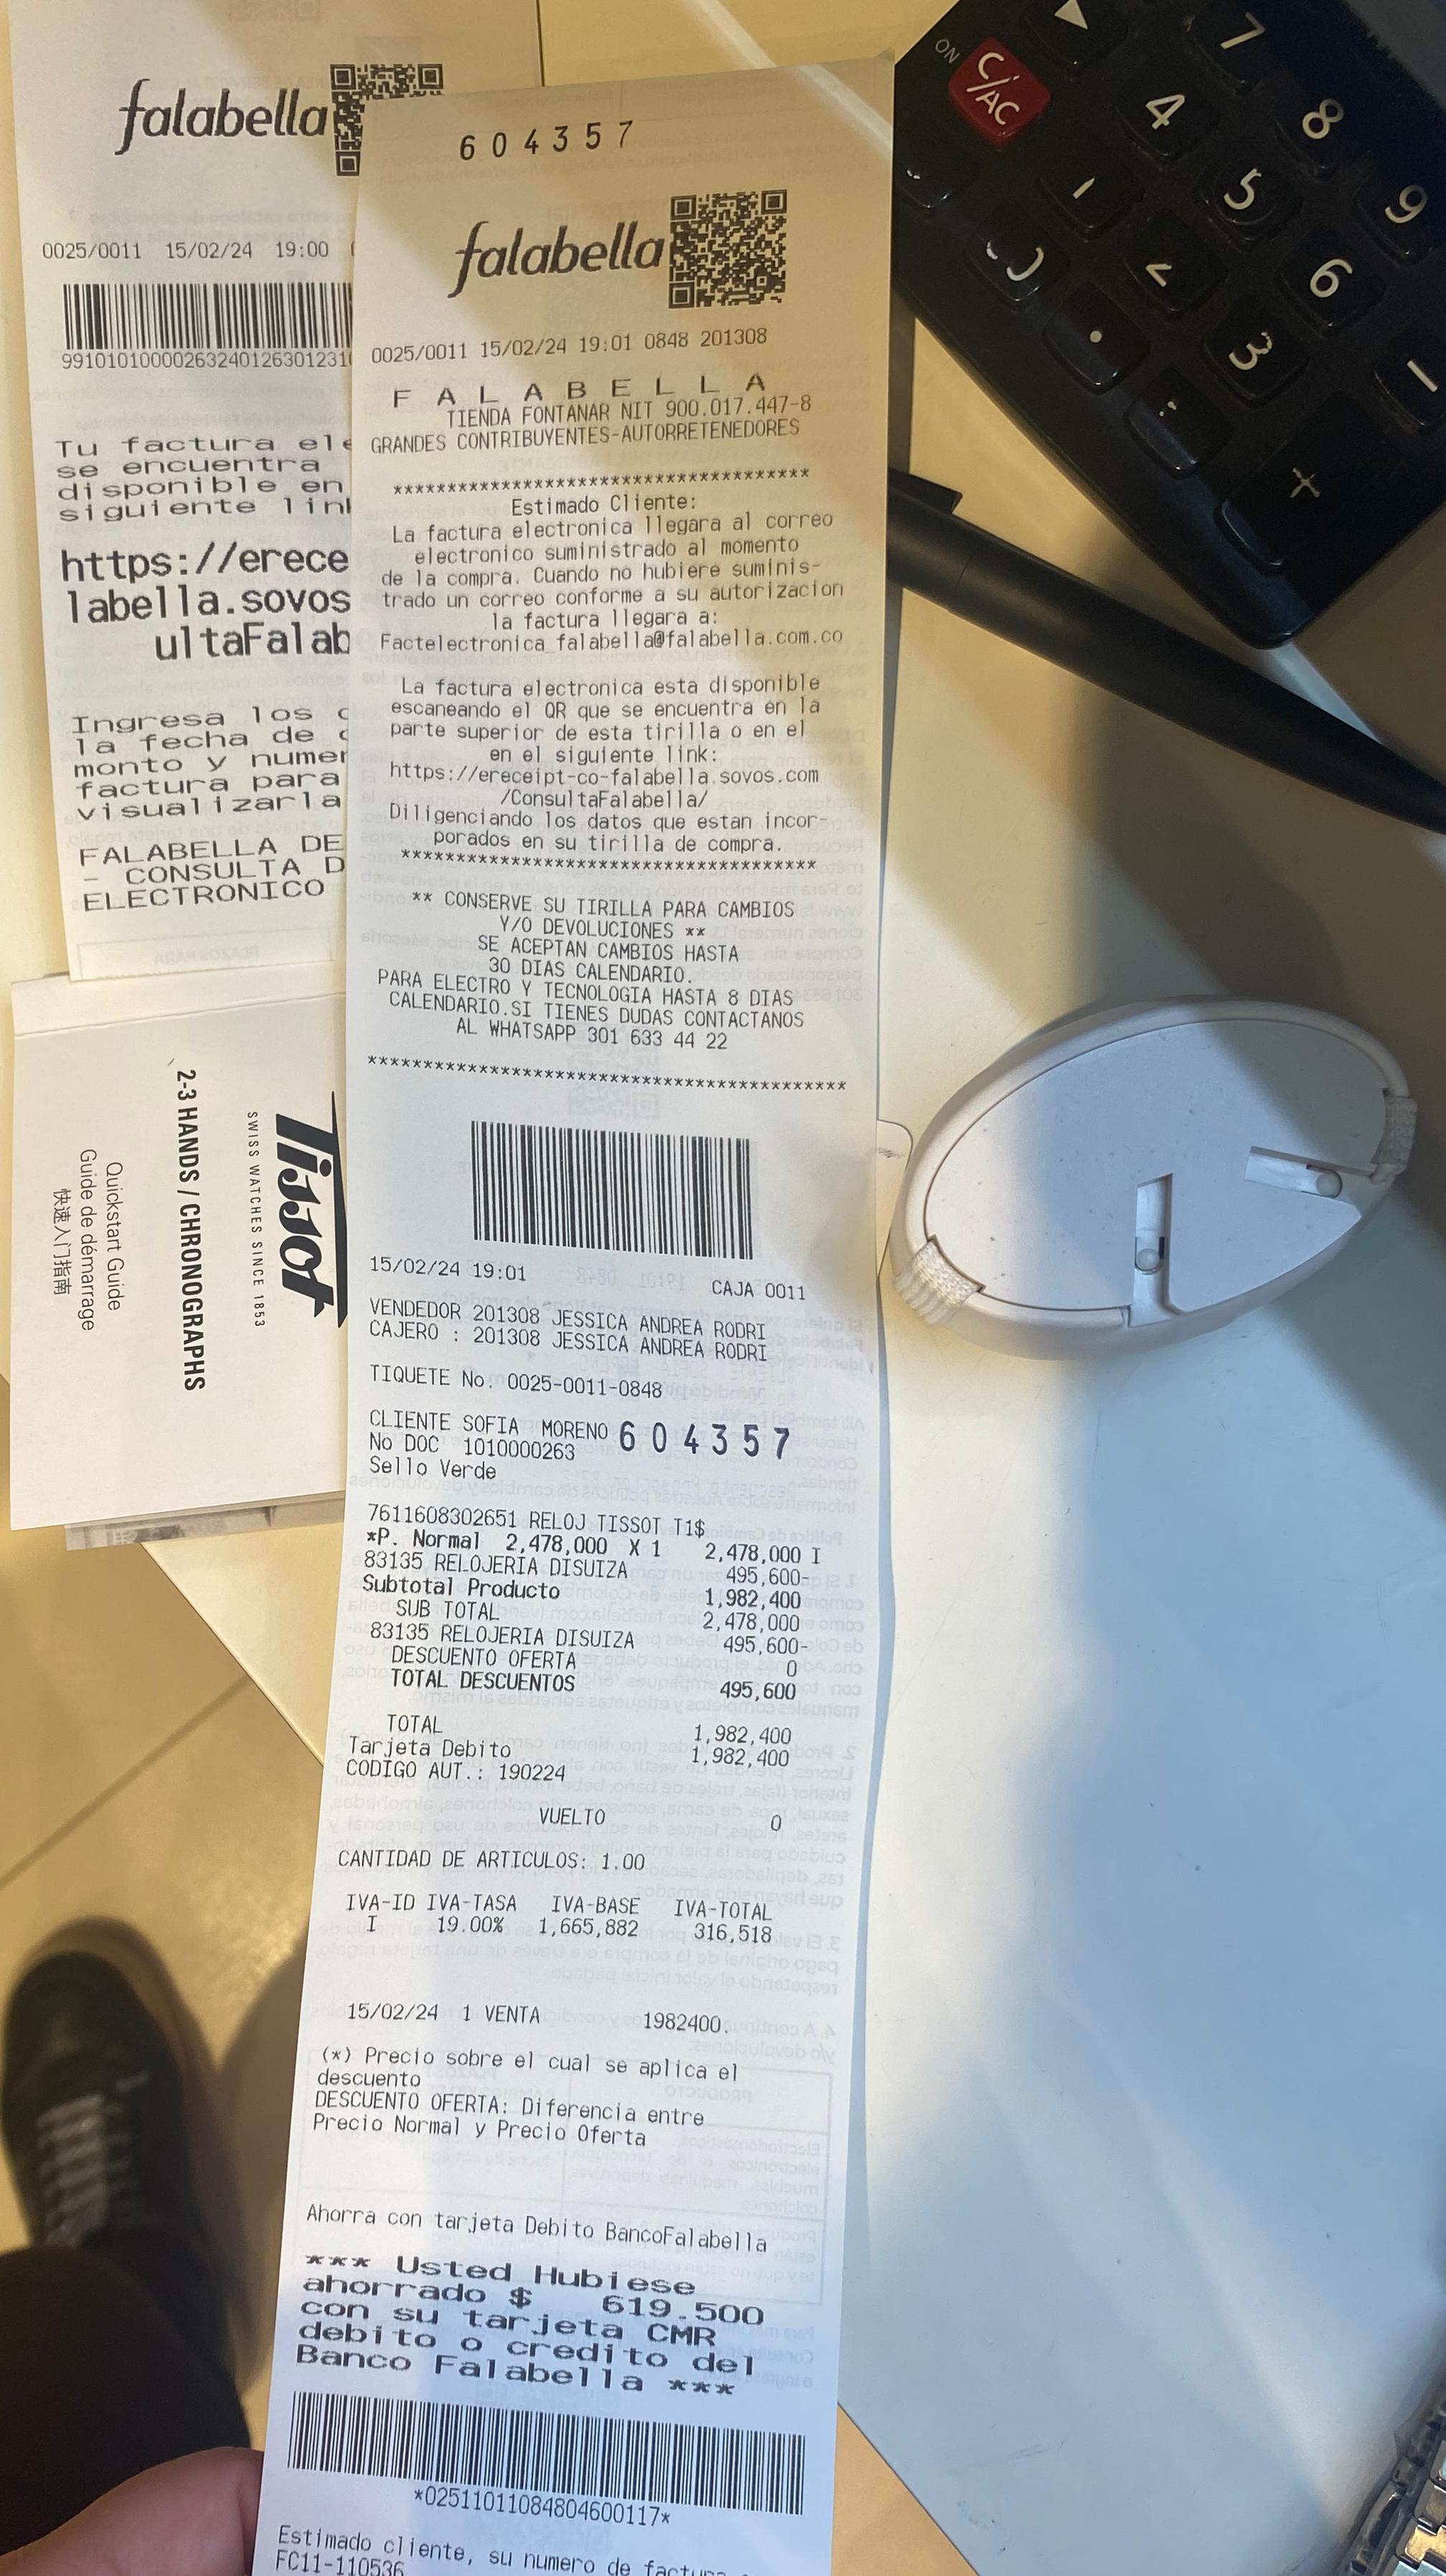 falabella
0025/0011 15/02/24 19:00
Tu factura
se encuentra
disponible en
siguiente
https://erece
labella.sovos
ultaFalab
Ingresa los
la fecha de
monto y
factura para
visualizarla
FALABELLA DE
- CONSULTA
ELECTRONICO
PLAZOS PARA
TISSOT
SWISS WATCHES SINCE 1853
2-3 HANDS / CHRONOGRAPHS
Quickstart Guide
Guide de démarrage
快速入门指南
604357
falabella
0025/0011 15/02/24 19:01 0848 201308
FALABELLA
TIENDA FONTANAR NIT 900.017.447-8
GRANDES CONTRIBUYENTES-AUTORRETENEDORES
**************************************
Estimado Cliente:
La factura electronica llegara al correo
electronico suministrado al momento
de la compra. Cuando no hubiere suminis-
trado un correo conforme a su autorizacion
la factura llegara a:
Factelectronica_falabella@falabella.com.co
La factura electronica esta disponible
escaneando el QR que se encuentra en la
parte superior de esta tirilla o en el
en el siguiente link:
https://ereceipt-co-falabella.sovos.com
/ConsultaFalabella/
Diligenciando los datos que estan incor-
porados en su tirilla de compra.
**************************************
** CONSERVE SU TIRILLA PARA CAMBIOS
Y/O DEVOLUCIONES **
SE ACEPTAN CAMBIOS HASTA
30 DIAS CALENDARIO.
PARA ELECTRO Y TECNOLOGIA HASTA 8 DIAS
CALENDARIO.SI TIENES DUDAS CONTACTANOS
AL WHATSAPP 301 633 44 22
*******************************************
15/02/24 19:01 CAJA 0011
VENDEDOR 201308 JESSICA ANDREA RODRI
CAJERO : 201308 JESSICA ANDREA RODRI
TIQUETE No. 0025-0011-0848
CLIENTE SOFIA MORENO 604357
No DOC 1010000263
Sello Verde
7611608302651 RELOJ TISSOT T1$
*P. Normal 2,478,000 X 1 2,478,000 I
83135 RELOJERIA DISUIZA 495,600-
Subtotal Producto 1,982,400
SUB TOTAL 2,478,000
83135 RELOJERIA DISUIZA 495,600-
DESCUENTO OFERTA 0
TOTAL DESCUENTOS 495,600
TOTAL 1,982,400
Tarjeta Debito 1,982,400
CODIGO AUT.: 190224
VUELTO 0
CANTIDAD DE ARTICULOS: 1.00
IVA-ID IVA-TASA IVA-BASE IVA-TOTAL
I 19.00% 1,665,882 316,518
15/02/24 1 VENTA 1982400.
(*) Precio sobre el cual se aplica el
descuento
DESCUENTO OFERTA: Diferencia entre
Precio Normal y Precio Oferta
Ahorra con tarjeta Debito BancoFalabella
*** Usted Hubiese
ahorrado $ 619.500
con su tarjeta CMR
debito o credito del
Banco Falabella ***
*02511011084804600117*
Estimado cliente, su numero de
FC11-110536
ON
C/AC
7
8
9
4
5
6
1
2
3
+